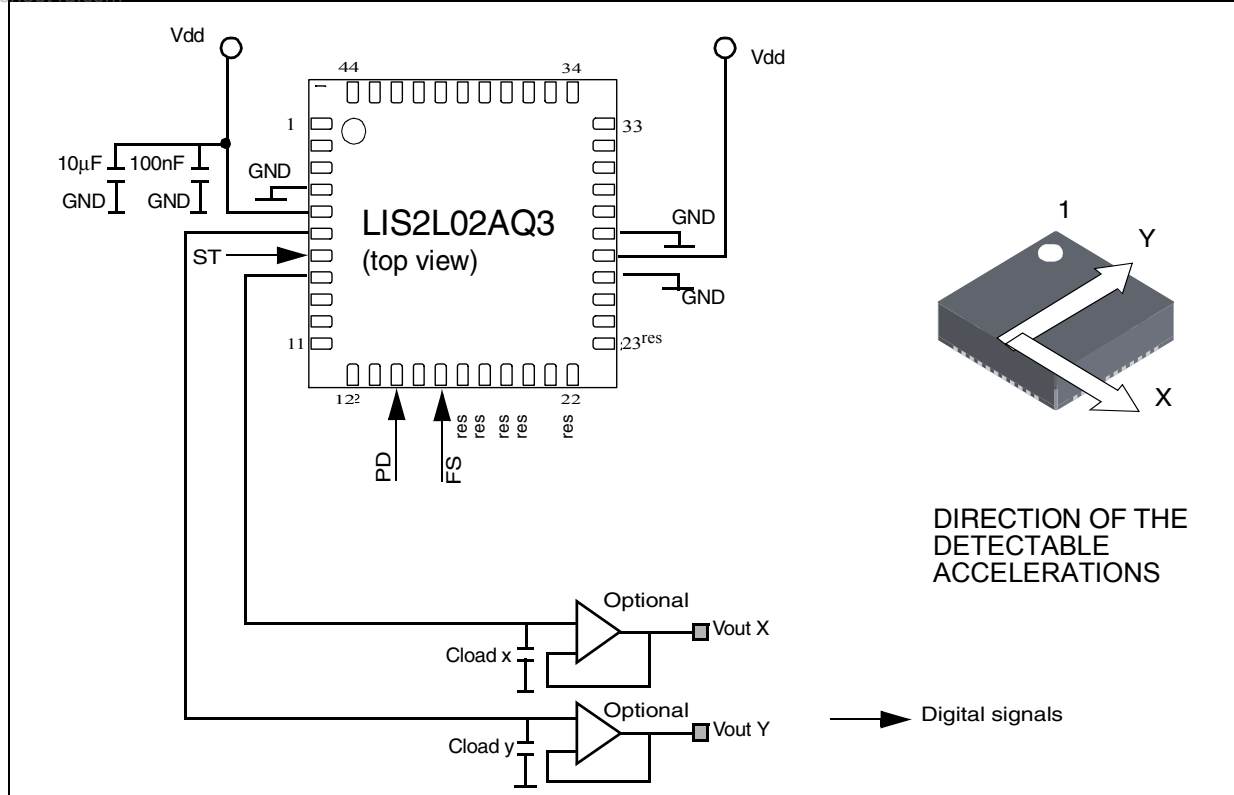 Vdd
Vdd
44
34
1
33
10µF
100nF
GND
GND
GND
GND
LIS2L02AQ3
(top view)
ST
GND
11
23res
12
22
res
res
res
res
res
PD
FS
1
Y
X
DIRECTION OF THE
DETECTABLE
ACCELERATIONS
Optional
Vout X
Cload x
Optional
Vout Y
Cload y
Digital signals